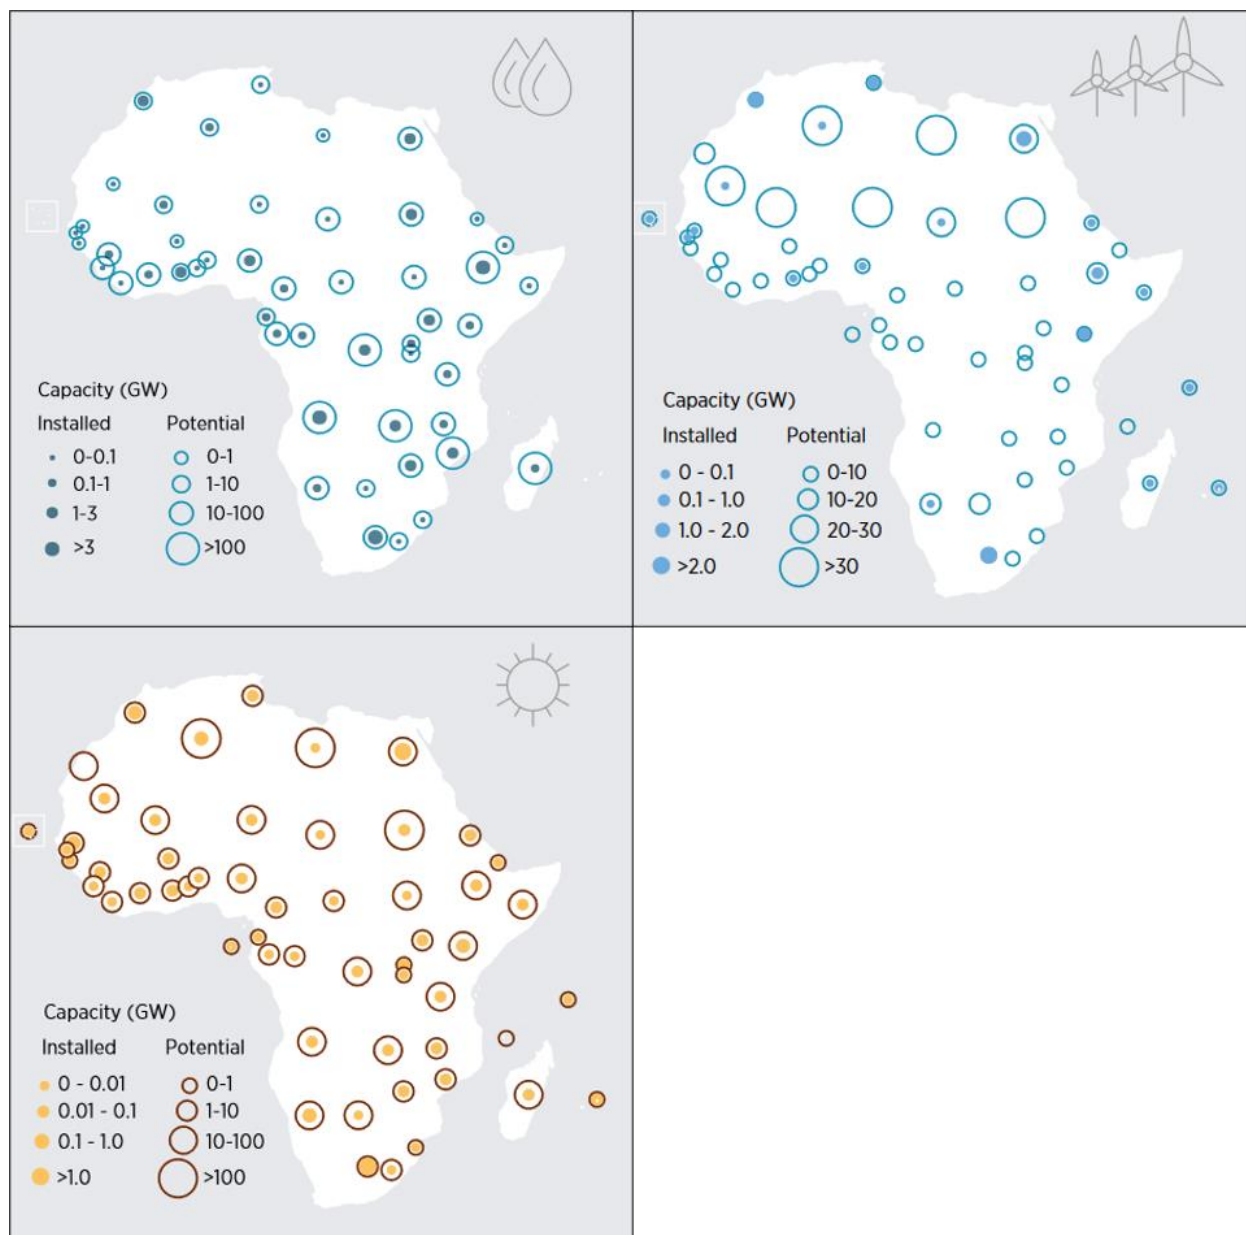 Capacity (GW)
Installed Potential
0-0.1 0-1
0.1-1 1-10
1-3 10-100
>3 >100
Capacity (GW)
Installed Potential
0 - 0.1 0-10
0.1 - 1.0 10-20
1.0 - 2.0 20-30
>2.0 >30
Capacity (GW)
Installed Potential
0 - 0.01 0-1
0.01 - 0.1 1-10
0.1 - 1.0 10-100
>1.0 >100